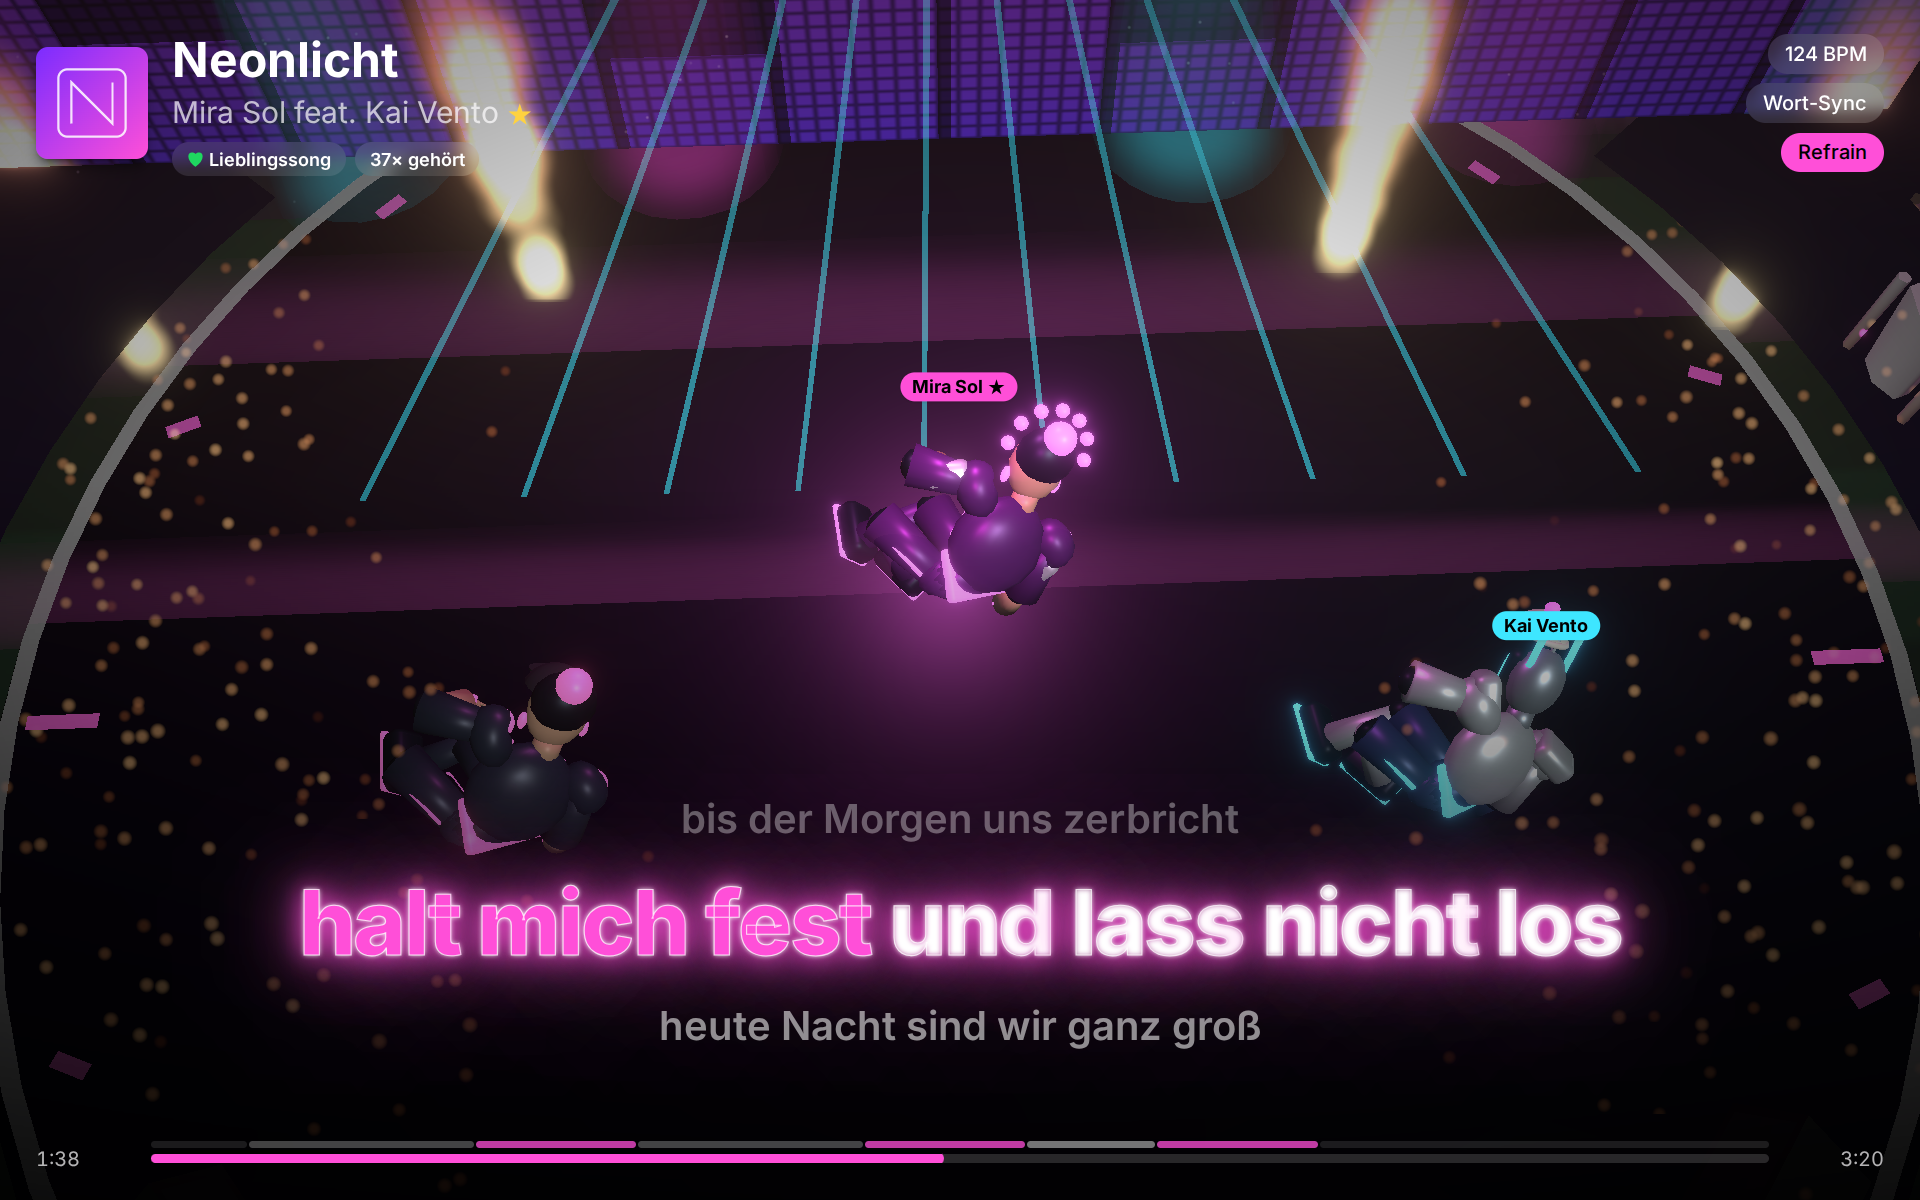 N
Neonlicht
Mira Sol feat. Kai Vento ★
Lieblingssong
37× gehört
124 BPM
Wort-Sync
Refrain
Mira Sol ★
Kai Vento
bis der Morgen uns zerbricht
halt mich fest und lass nicht los
heute Nacht sind wir ganz groß
1:38
3:20